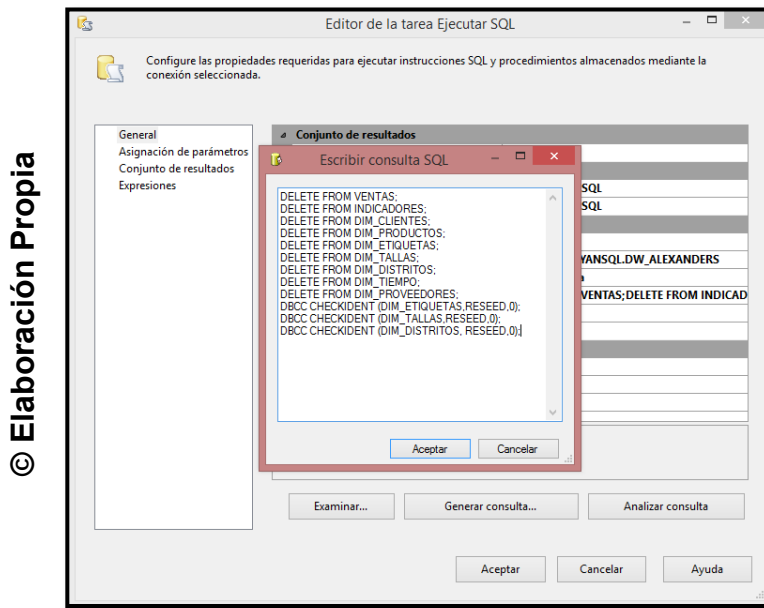 © Elaboración Propia
Editor de la tarea Ejecutar SQL
Configure las propiedades requeridas para ejecutar instrucciones SQL y procedimientos almacenados mediante la
conexión seleccionada.
General
Asignación de parámetros
Conjunto de resultados
Expresiones
Conjunto de resultados
Escribir consulta SQL
DELETE FROM VENTAS;
DELETE FROM INDICADORES;
DELETE FROM DIM_CLIENTES;
DELETE FROM DIM_PRODUCTOS;
DELETE FROM DIM_ETIQUETAS;
DELETE FROM DIM_TALLAS;
DELETE FROM DIM_DISTRITOS;
DELETE FROM DIM_TIEMPO;
DELETE FROM DIM_PROVEEDORES;
DBCC CHECKIDENT (DIM_ETIQUETAS,RESEED,0);
DBCC CHECKIDENT (DIM_TALLAS,RESEED,0);
DBCC CHECKIDENT (DIM_DISTRITOS, RESEED,0);
Aceptar Cancelar
SQL
SQL
YANSQL.DW_ALEXANDERS
VENTAS;DELETE FROM INDICAD
Examinar... Generar consulta... Analizar consulta
Aceptar Cancelar Ayuda